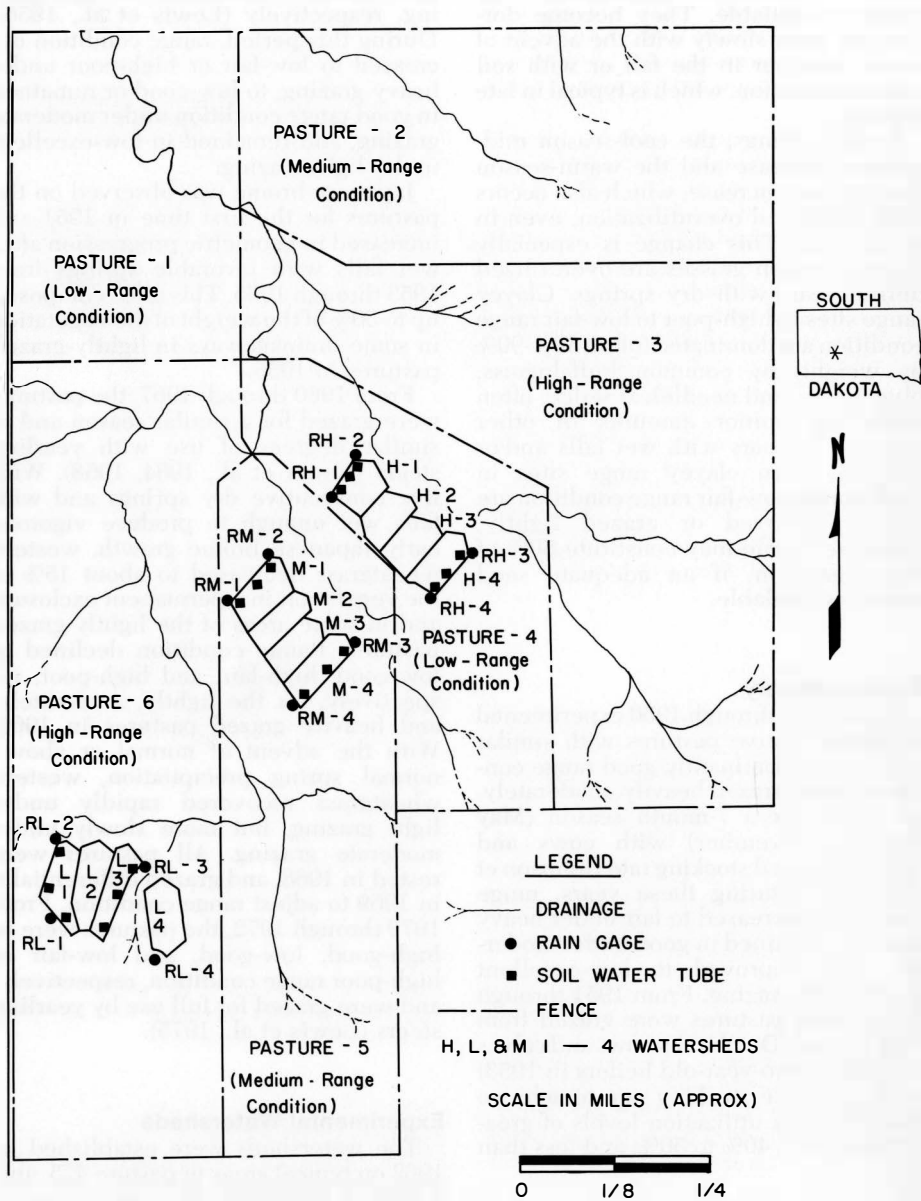 PASTURE - 2
(Medium-Range
Condition)
PASTURE - 1
(Low-Range
Condition)
PASTURE - 3
(High-Range
Condition)
SOUTH
*
DAKOTA
N
RH-2
RH-1
H-1
H-2
H-3
RH-3
H-4
RH-4
RM-2
RM-1
M-1
M-2
M-3
RM-3
M-4
RM-4
PASTURE - 4
(Low-Range
Condition)
PASTURE - 6
(High-Range
Condition)
RL-2
L
1
L
2
L
3
RL-3
L-
4
RL-1
RL-4
PASTURE - 5
(Medium - Range
Condition)
LEGEND
DRAINAGE
RAIN GAGE
SOIL WATER TUBE
FENCE
H, L, & M 1 — 4 WATERSHEDS
SCALE IN MILES (APPROX)
0 1/8 1/4